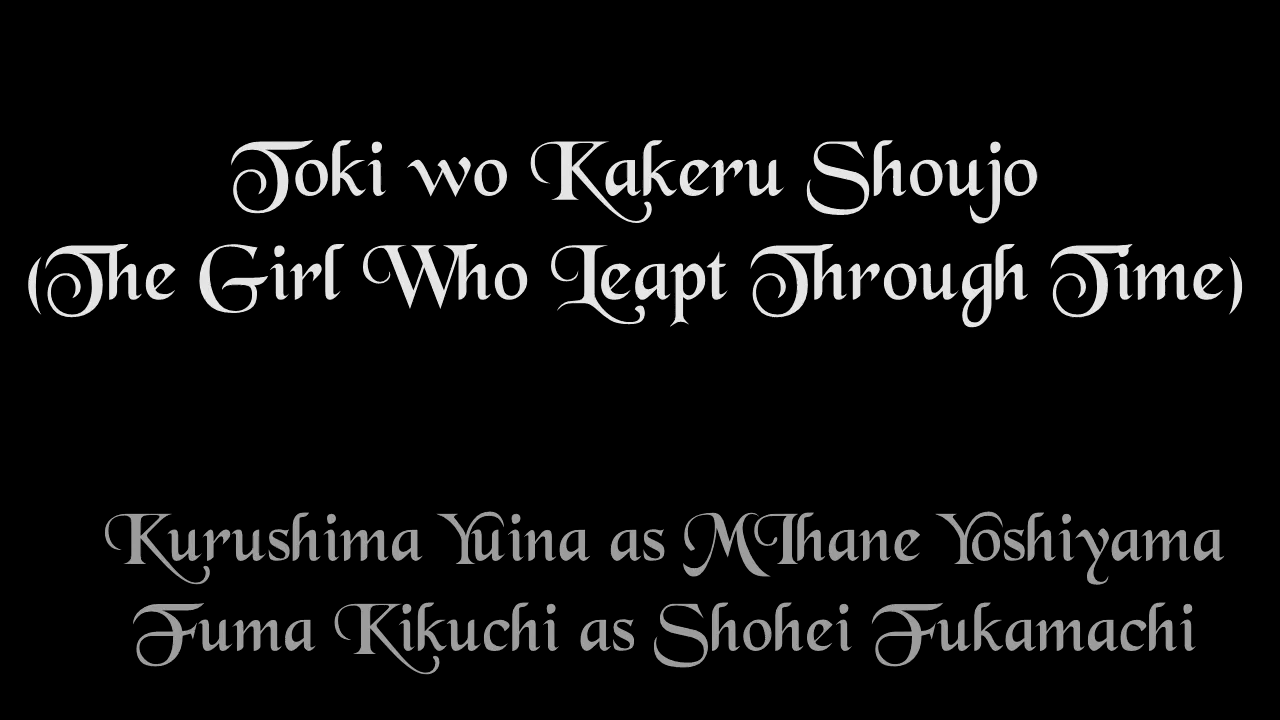 Toki wo Kakeru Shoujo
(The Girl Who Leapt Through Time)
Kurushima Yuina as MIhane Yoshiyama
Fuma Kikuchi as Shohei Fukamachi